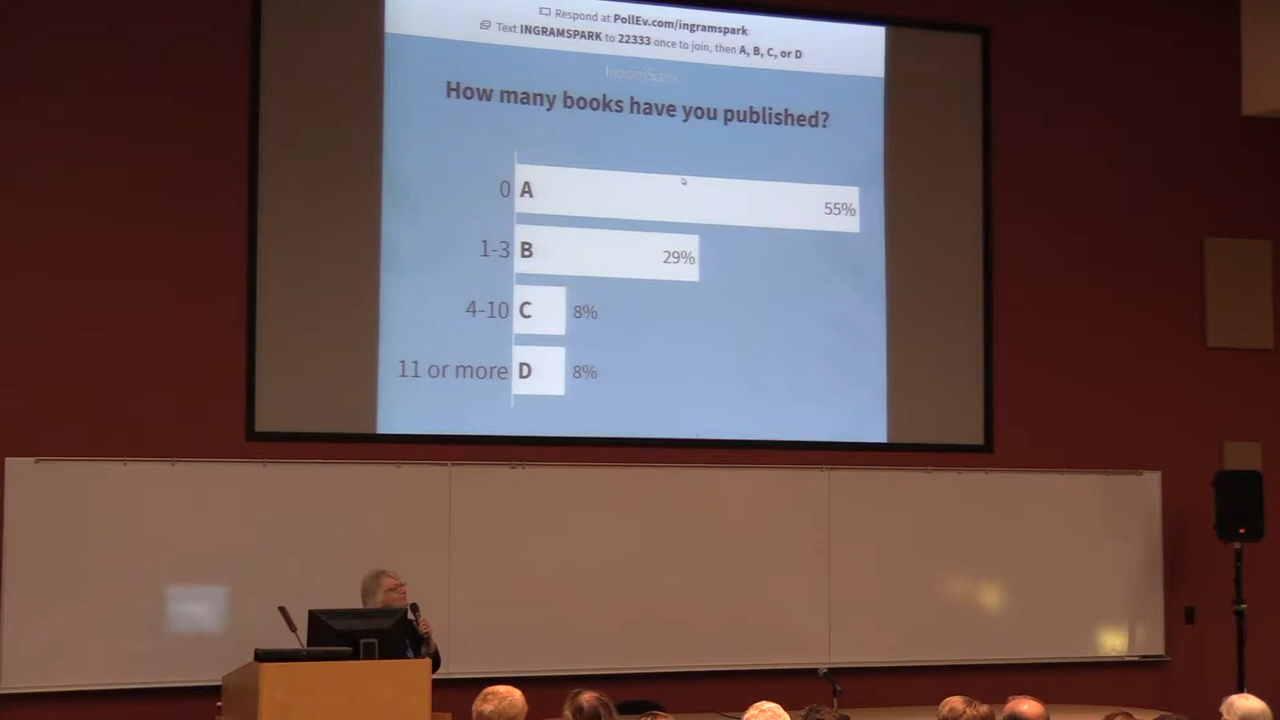 Respond at PollEv.com/ingramspark
Text INGRAMSPARK to 22333 once to join, then A, B, C, or D
IngramSpark
How many books have you published?
0 A 55%
1-3 B 29%
4-10 C 8%
11 or more D 8%